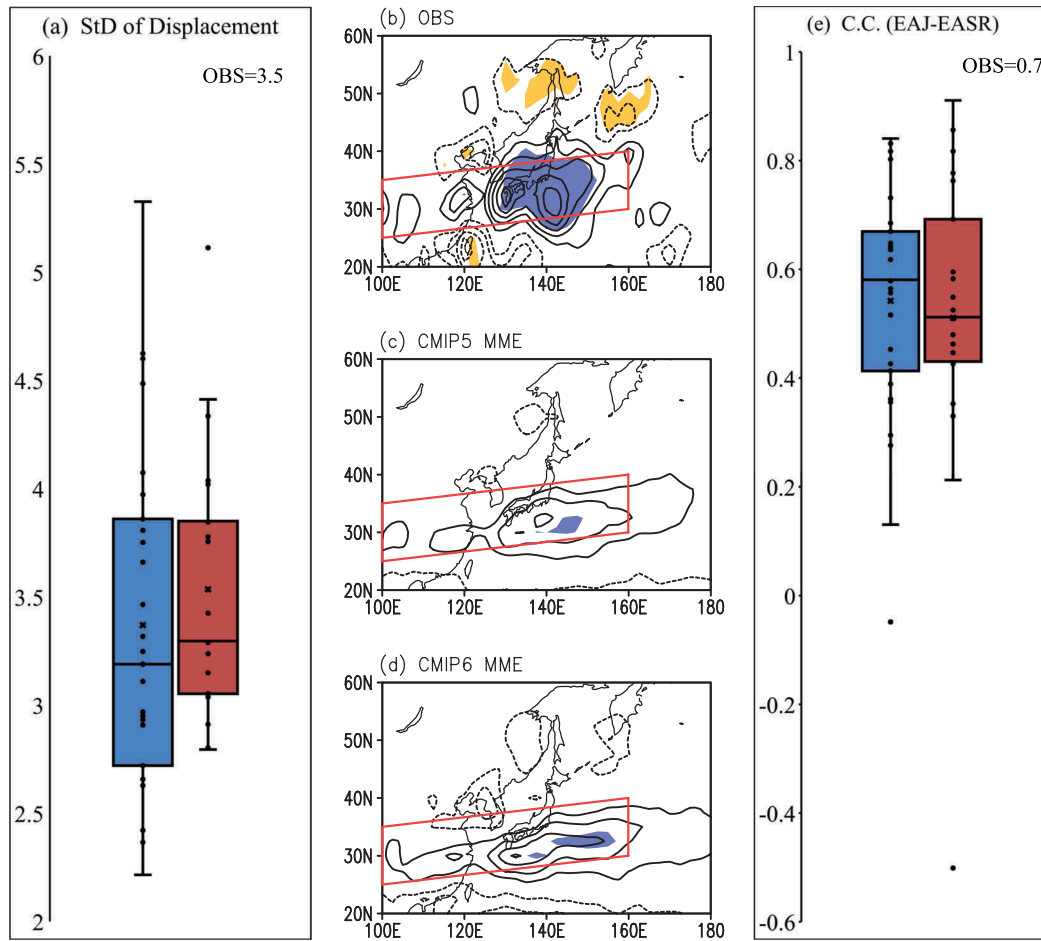 (a) StD of Displacement
OBS=3.5
6
5.5
5
4.5
4
3.5
3
2.5
2
(b) OBS
60N
50N
40N
30N
20N
100E 120E 140E 160E 180
(c) CMIP5 MME
60N
50N
40N
30N
20N
100E 120E 140E 160E 180
(d) CMIP6 MME
60N
50N
40N
30N
20N
100E 120E 140E 160E 180
(e) C.C. (EAJ-EASR)
OBS=0.7
1
0.8
0.6
0.4
0.2
0
-0.2
-0.4
-0.6